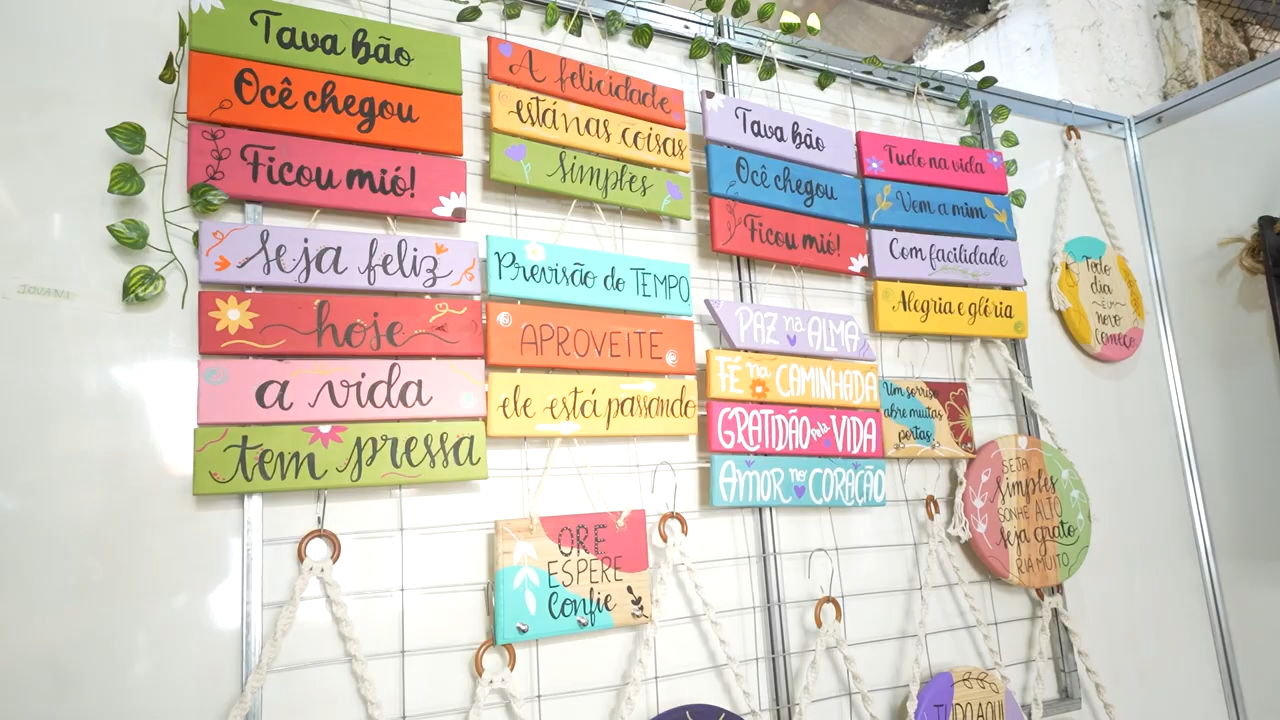 Tava bão
Ocê chegou
Ficou mió!
A felicidade
está nas coisas
simples
Tava bão
Ocê chegou
Ficou mió!
Tudo na vida
Vem a mim
Com facilidade
Alegria e glória
Seja feliz
hoje
a vida
tem pressa
Previsão do TEMPO
APROVEITE
ele está passando
PAZ na ALMA
FÉ na CAMINHADA
GRATIDÃO pela VIDA
AMOR no CORAÇÃO
Todo
dia
é um
novo
começo
Um sorriso
abre muitas
portas.
SEJA
simples
SONHE ALTO
seja grato
RIA MUITO
ORE
ESPERE
Confie
TUDO AQUI
JOVANI